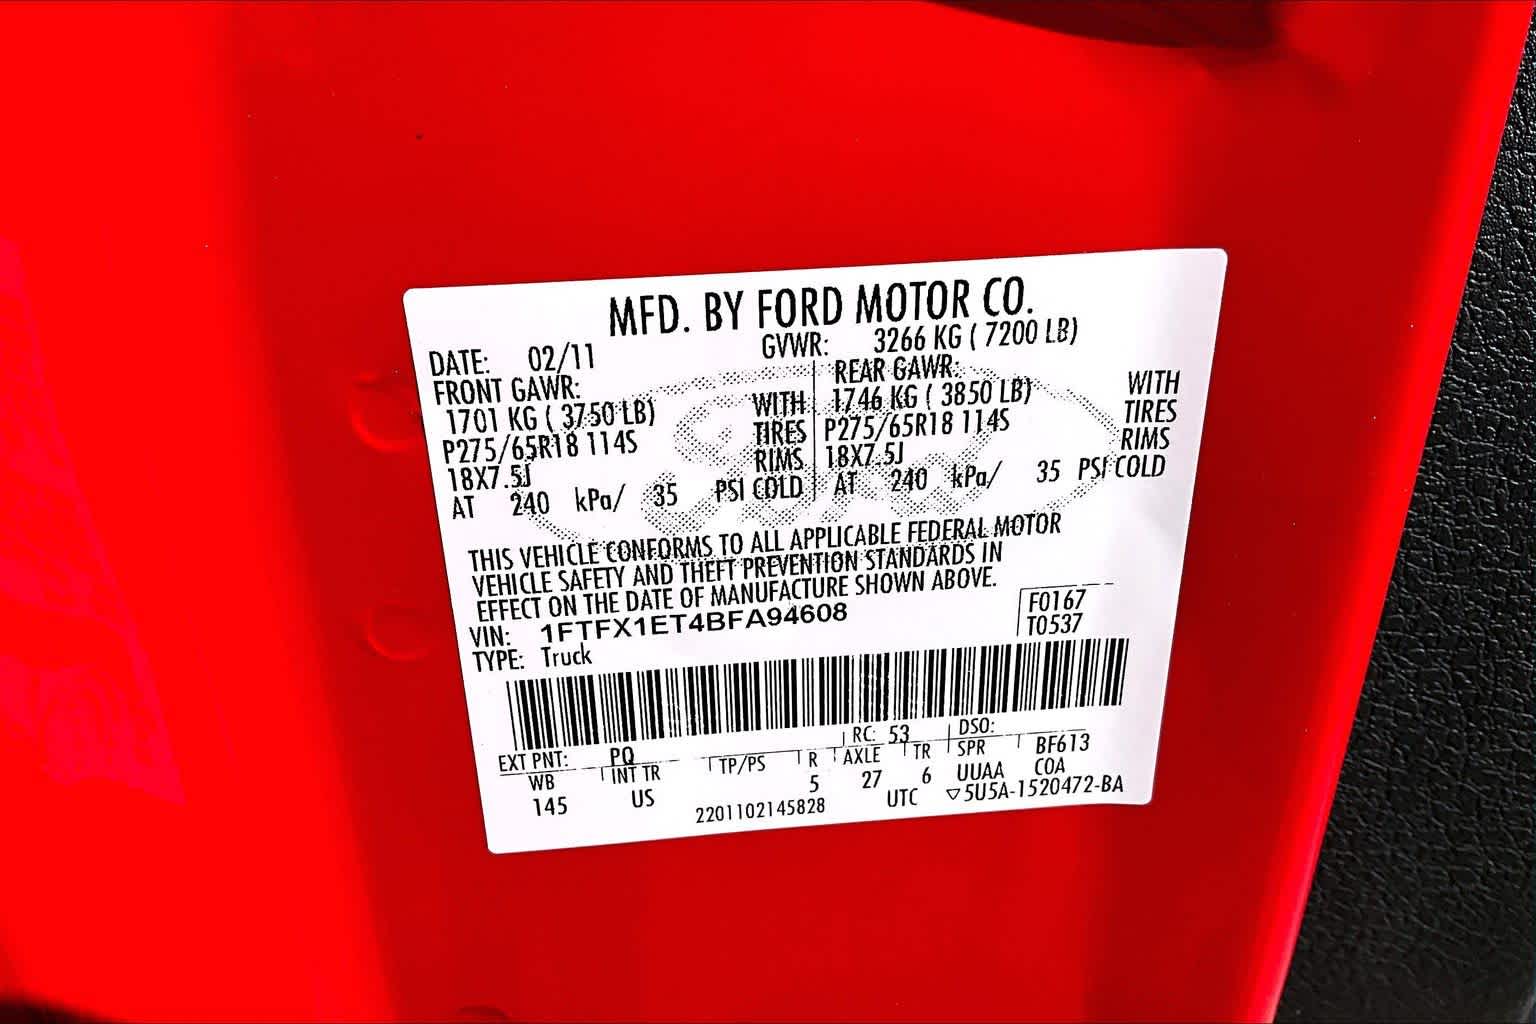 MFD. BY FORD MOTOR CO.
DATE: 02/11 GVWR: 3266 KG ( 7200 LB)
FRONT GAWR: REAR GAWR:
1701 KG ( 3750 LB) WITH 1746 KG ( 3850 LB) WITH
P275/65R18 114S TIRES P275/65R18 114S TIRES
18X7.5J RIMS 18X7.5J RIMS
AT 240 kPa/ 35 PSI COLD AT 240 kPa/ 35 PSI COLD
THIS VEHICLE CONFORMS TO ALL APPLICABLE FEDERAL MOTOR
VEHICLE SAFETY AND THEFT PREVENTION STANDARDS IN
EFFECT ON THE DATE OF MANUFACTURE SHOWN ABOVE.
VIN: 1FTFX1ET4BFA94608 F0167
TYPE: Truck T0537
EXT PNT: PQ RC: 53 DSO:
WB INT TR TP/PS R AXLE TR SPR BF613
145 US 5 27 6 UUAA COA
2201102145828 UTC ▽5U5A-1520472-BA
Ford